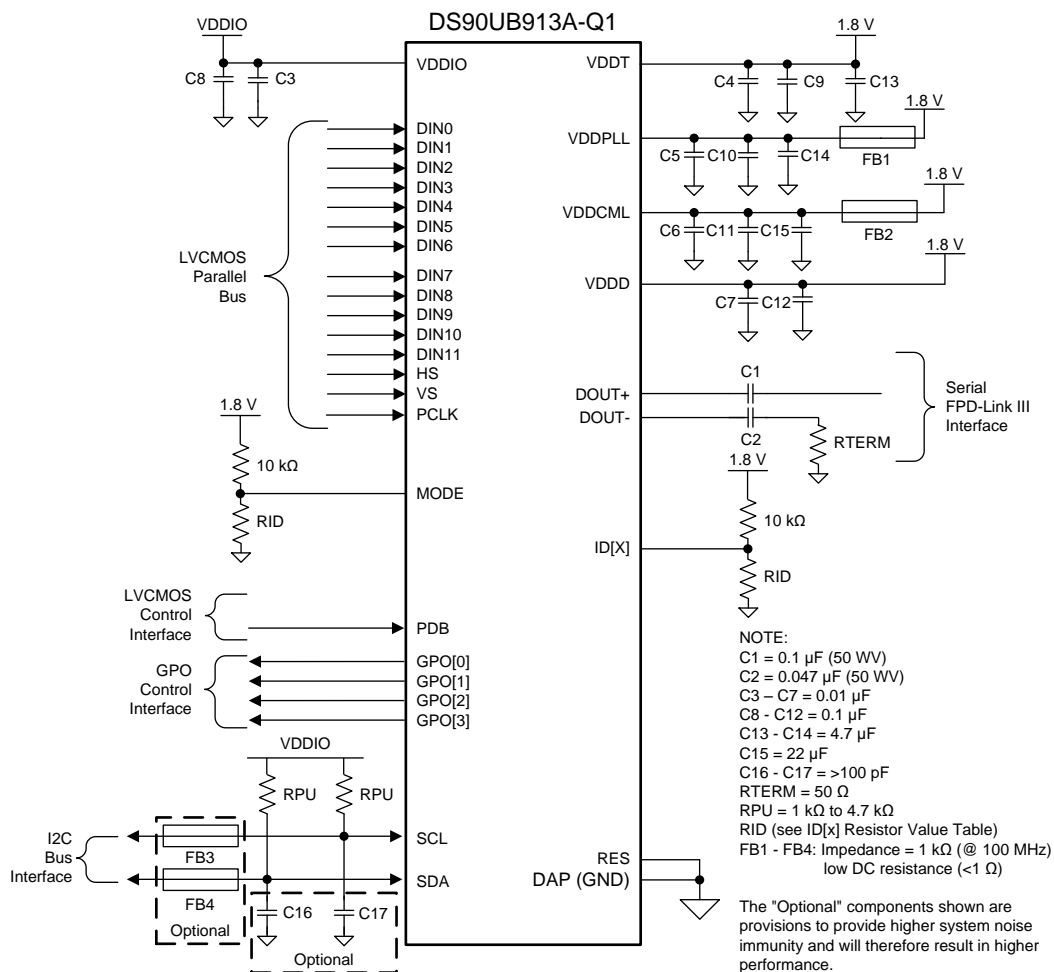 DS90UB913A-Q1
VDDIO
1.8 V
VDDIO
VDDT
C8
C3
C4
C9
C13
1.8 V
VDDPLL
C5
C10
C14
FB1
1.8 V
VDDCML
C6
C11
C15
FB2
1.8 V
VDDD
C7
C12
LVCMOS
Parallel
Bus
DIN0
DIN1
DIN2
DIN3
DIN4
DIN5
DIN6
DIN7
DIN8
DIN9
DIN10
DIN11
HS
VS
PCLK
C1
DOUT+
DOUT-
C2
RTERM
Serial
FPD-Link III
Interface
1.8 V
10 kΩ
MODE
RID
1.8 V
10 kΩ
ID[X]
RID
LVCMOS
Control
Interface
PDB
GPO
Control
Interface
GPO[0]
GPO[1]
GPO[2]
GPO[3]
VDDIO
RPU
RPU
I2C
Bus
Interface
FB3
SCL
FB4
SDA
Optional
C16
C17
Optional
RES
DAP (GND)
NOTE:
C1 = 0.1 µF (50 WV)
C2 = 0.047 µF (50 WV)
C3 – C7 = 0.01 µF
C8 - C12 = 0.1 µF
C13 - C14 = 4.7 µF
C15 = 22 µF
C16 - C17 = >100 pF
RTERM = 50 Ω
RPU = 1 kΩ to 4.7 kΩ
RID (see ID[x] Resistor Value Table)
FB1 - FB4: Impedance = 1 kΩ (@ 100 MHz)
low DC resistance (<1 Ω)
The "Optional" components shown are
provisions to provide higher system noise
immunity and will therefore result in higher
performance.